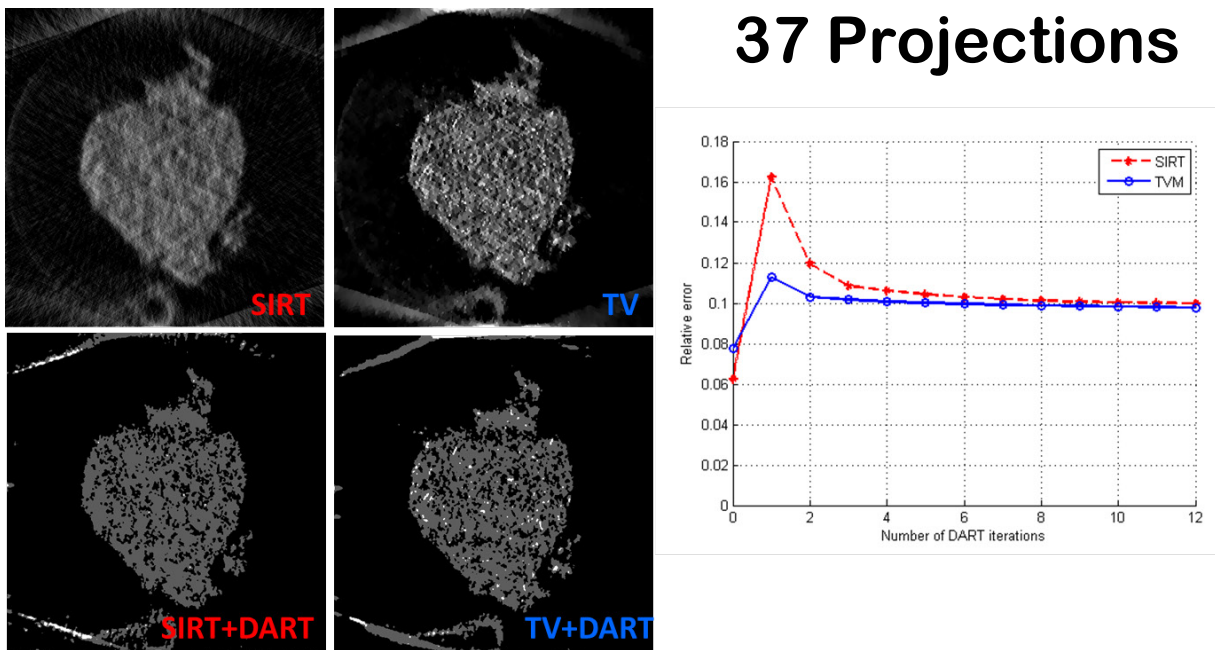 37 Projections
SIRT
TV
SIRT+DART
TV+DART
0.18
0.16
0.14
0.12
0.1
0.08
0.06
0.04
0.02
0
Relative error
SIRT
TVM
0 2 4 6 8 10 12
Number of DART iterations